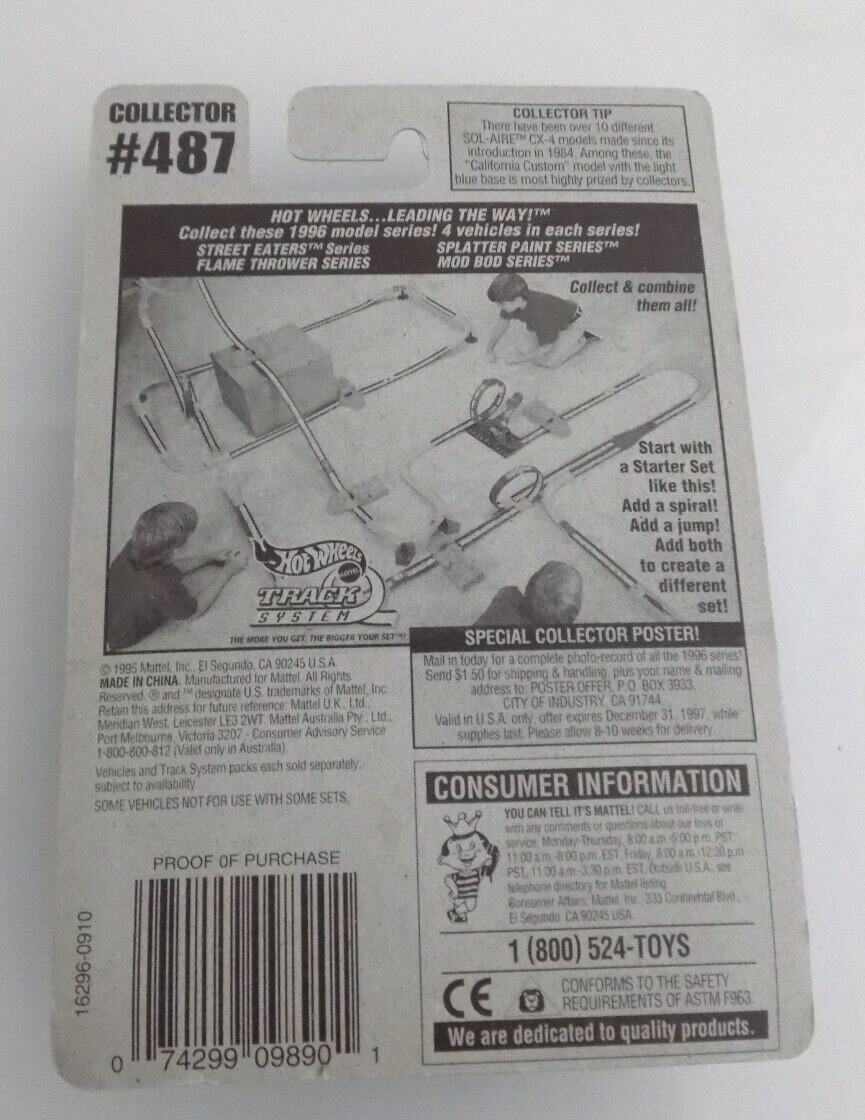 COLLECTOR
#487
COLLECTOR TIP
There have been over 10 different
SOL-AIRE™ CX-4 models made since its
introduction in 1984. Among these, the
"California Custom" model with the light
blue base is most highly prized by collectors.
HOT WHEELS...LEADING THE WAY!™
Collect these 1996 model series! 4 vehicles in each series!
STREET EATERS™ Series SPLATTER PAINT SERIES™
FLAME THROWER SERIES MOD BOD SERIES™
Collect & combine
them all!
Start with
a Starter Set
like this!
Add a spiral!
Add a jump!
Add both
to create a
different
set!
HOT WHEELS
MATTEL
TRACK
SYSTEM
THE MORE YOU GET, THE BIGGER YOUR SET™!
© 1995 Mattel, Inc., El Segundo, CA 90245 U.S.A.
MADE IN CHINA. Manufactured for Mattel. All Rights
Reserved. ® and ™ designate U.S. trademarks of Mattel, Inc.
Retain this address for future reference: Mattel U.K., Ltd.,
Meridian West, Leicester LE3 2WT. Mattel Australia Pty., Ltd.,
Port Melbourne, Victoria 3207 - Consumer Advisory Service
1-800-800-812 (Valid only in Australia).
Vehicles and Track System packs each sold separately,
subject to availability.
SOME VEHICLES NOT FOR USE WITH SOME SETS.
SPECIAL COLLECTOR POSTER!
Mail in today for a complete photo-record of all the 1996 series!
Send $1.50 for shipping & handling, plus your name & mailing
address to: POSTER OFFER, P.O. BOX 3933,
CITY OF INDUSTRY, CA 91744
Valid in U.S.A. only, offer expires December 31, 1997, while
supplies last. Please allow 8-10 weeks for delivery.
CONSUMER INFORMATION
YOU CAN TELL IT'S MATTEL! CALL us toll-free or write
with any comments or questions about our toys or
service, Monday-Thursday, 8:00 a.m.-5:00 p.m. PST,
11:00 a.m.-8:00 p.m. EST, Friday, 8:00 a.m.-12:30 p.m.
PST, 11:00 a.m.-3:30 p.m. EST. Outside U.S.A., see
telephone directory for Mattel listing.
Consumer Affairs, Mattel, Inc., 333 Continental Blvd.,
El Segundo, CA 90245 USA
1 (800) 524-TOYS
CE
CONFORMS TO THE SAFETY
REQUIREMENTS OF ASTM F963.
We are dedicated to quality products.
PROOF OF PURCHASE
16296-0910
0 74299 09890 1